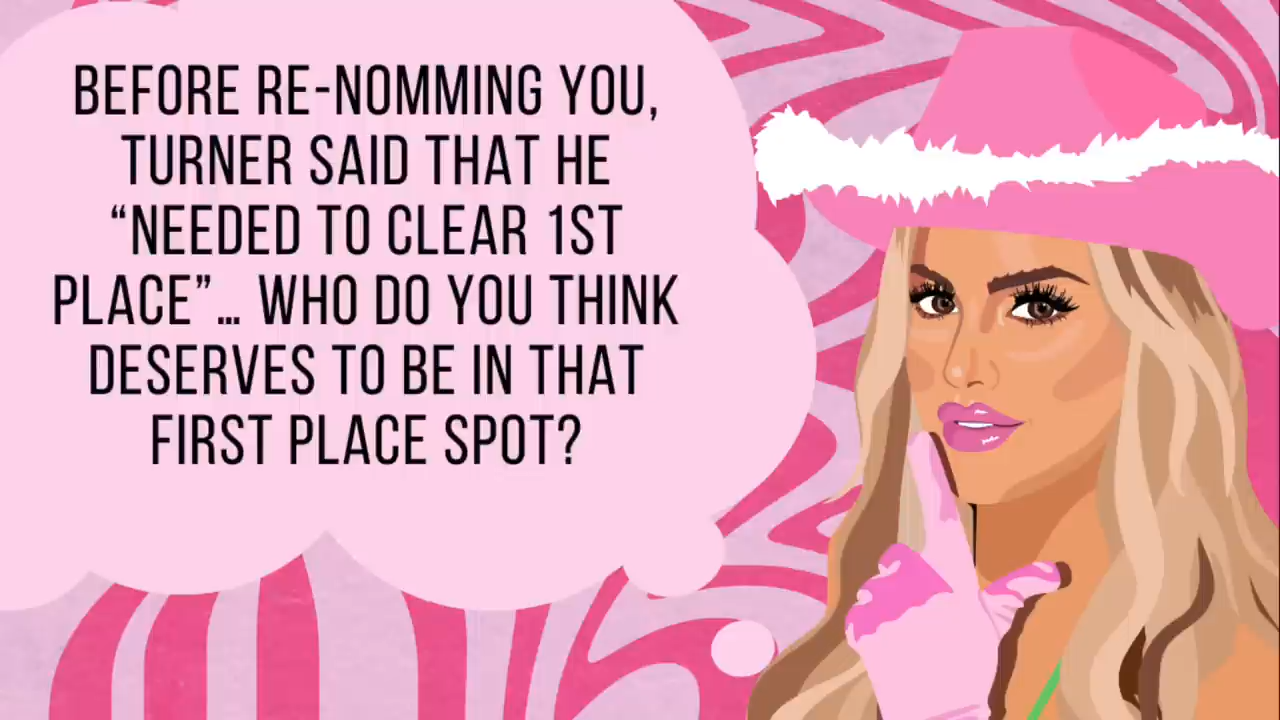 BEFORE RE-NOMMING YOU,
TURNER SAID THAT HE
“NEEDED TO CLEAR 1ST
PLACE”... WHO DO YOU THINK
DESERVES TO BE IN THAT
FIRST PLACE SPOT?